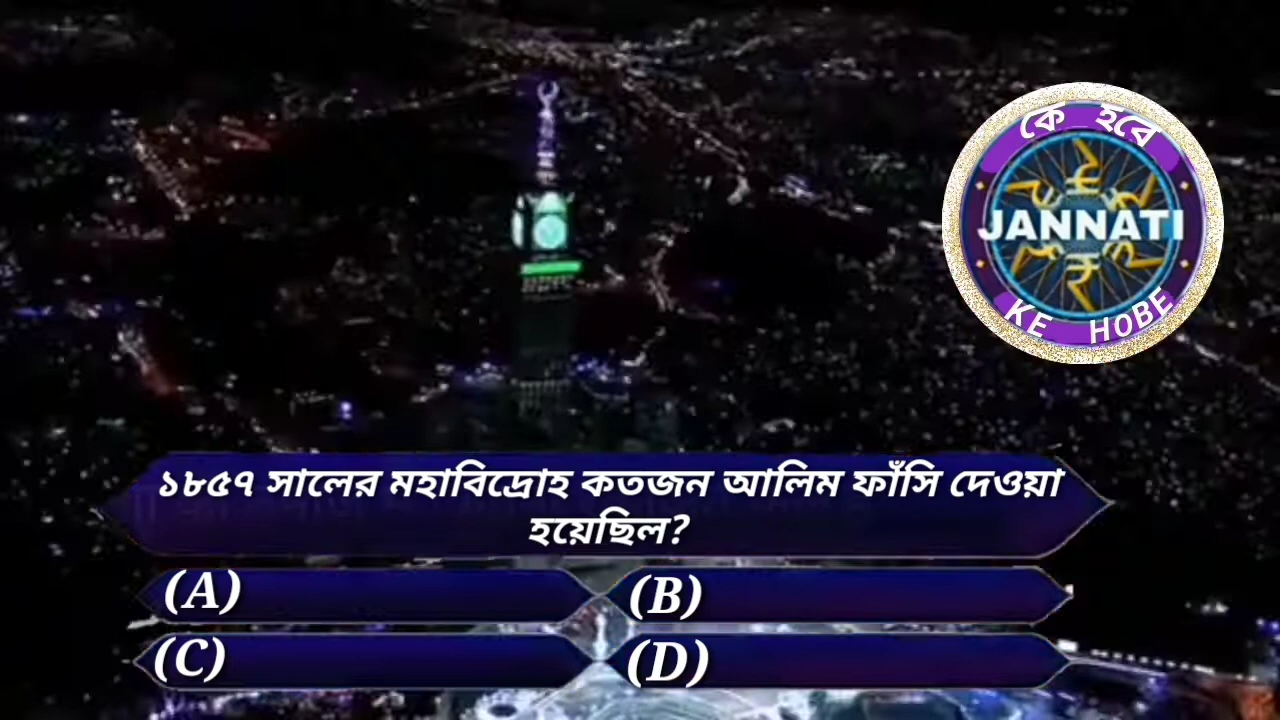 কে হবে
JANNATI
KE HOBE
১৮৫৭ সালের মহাবিদ্রোহ কতজন আলিম ফাঁসি দেওয়া
হয়েছিল?
(A)
(B)
(C)
(D)